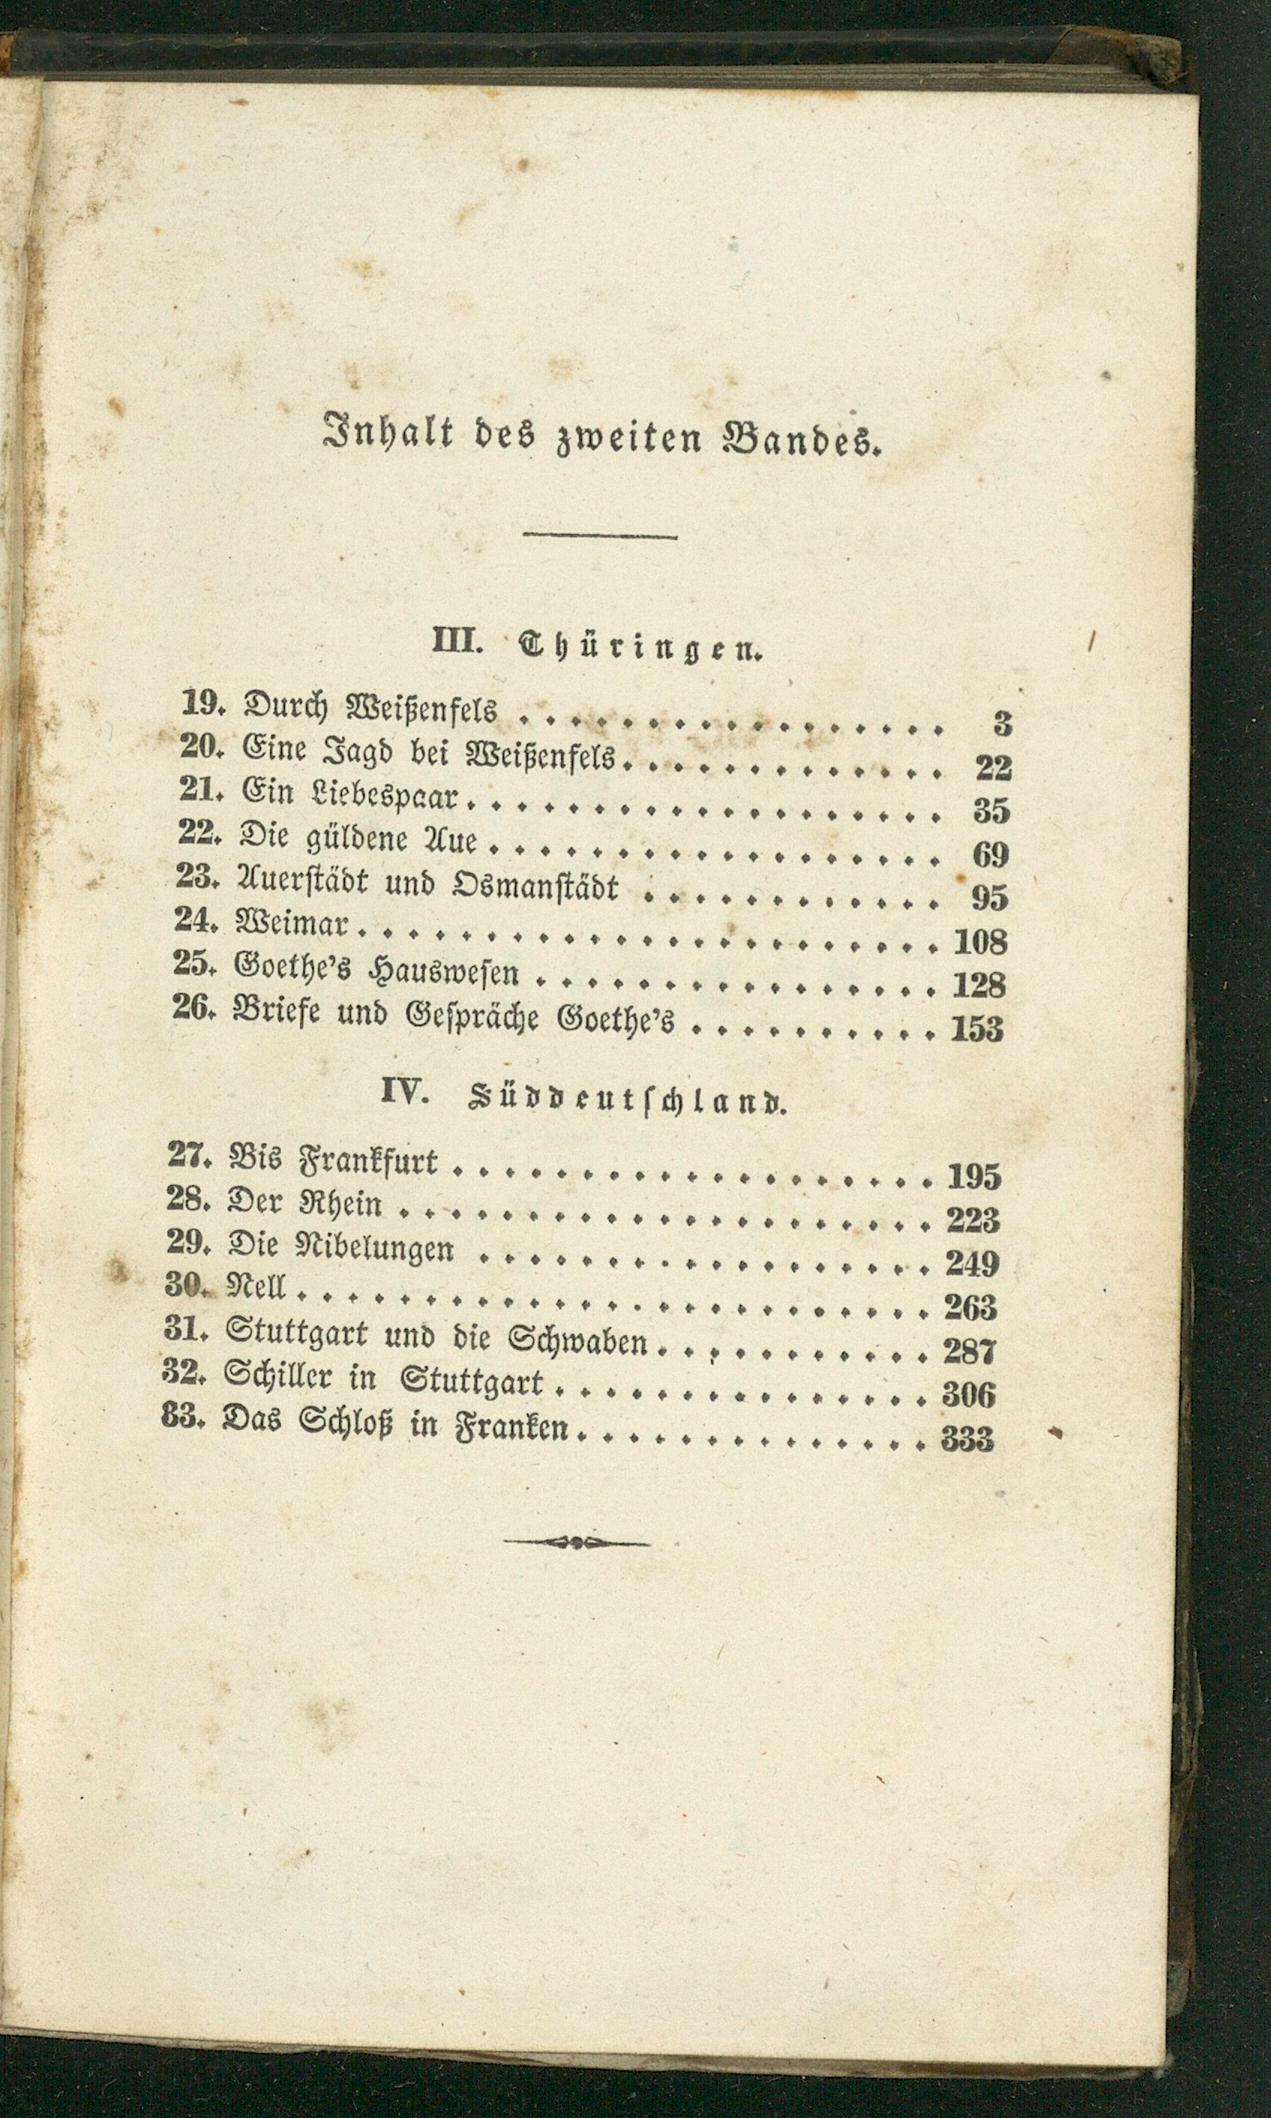 Inhalt des zweiten Bandes.
III. Thüringen.
19. Durch Weißenfels . . . . . . . . . . . . . . . . . 3
20. Eine Jagd bei Weißenfels . . . . . . . . . . . . . 22
21. Ein Liebespaar . . . . . . . . . . . . . . . . . . . 35
22. Die güldene Aue . . . . . . . . . . . . . . . . . . 69
23. Auerstädt und Osmanstädt . . . . . . . . . . . . 95
24. Weimar . . . . . . . . . . . . . . . . . . . . . . . 108
25. Goethe's Hauswesen . . . . . . . . . . . . . . . . 128
26. Briefe und Gespräche Goethe's . . . . . . . . . . 153
IV. Süddeutschland.
27. Bis Frankfurt . . . . . . . . . . . . . . . . . . . 195
28. Der Rhein . . . . . . . . . . . . . . . . . . . . . 223
29. Die Nibelungen . . . . . . . . . . . . . . . . . . 249
30. Nell . . . . . . . . . . . . . . . . . . . . . . . . . 263
31. Stuttgart und die Schwaben . . . . . . . . . . . 287
32. Schiller in Stuttgart . . . . . . . . . . . . . . . 306
33. Das Schloß in Franken . . . . . . . . . . . . . . 333